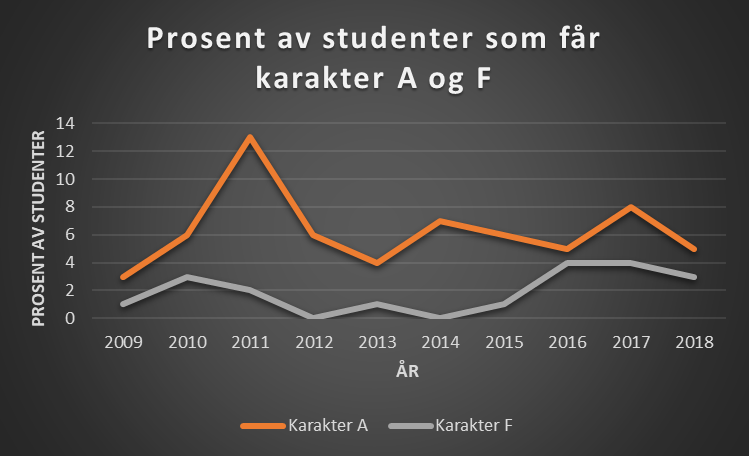 Prosent av studenter som får
karakter A og F
PROSENT AV STUDENTER
14
12
10
8
6
4
2
0
2009 2010 2011 2012 2013 2014 2015 2016 2017 2018
ÅR
Karakter A Karakter F